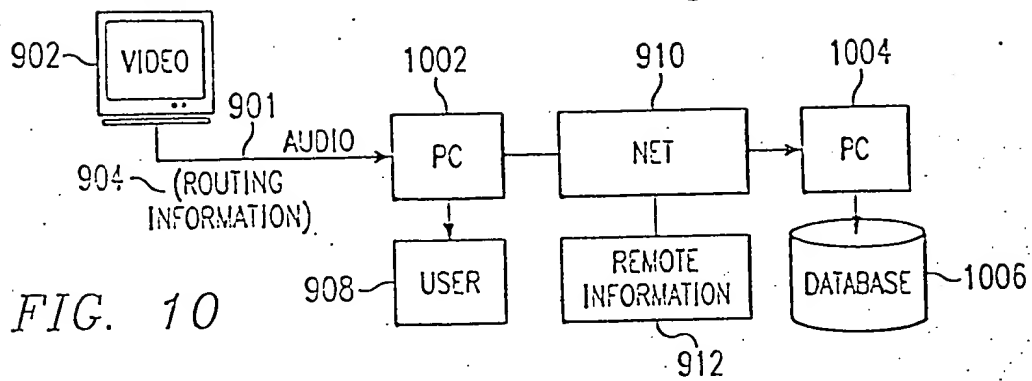 902
VIDEO
901
AUDIO
904
(ROUTING
INFORMATION)
1002
PC
908
USER
910
NET
REMOTE
INFORMATION
912
1004
PC
DATABASE
1006
FIG. 10